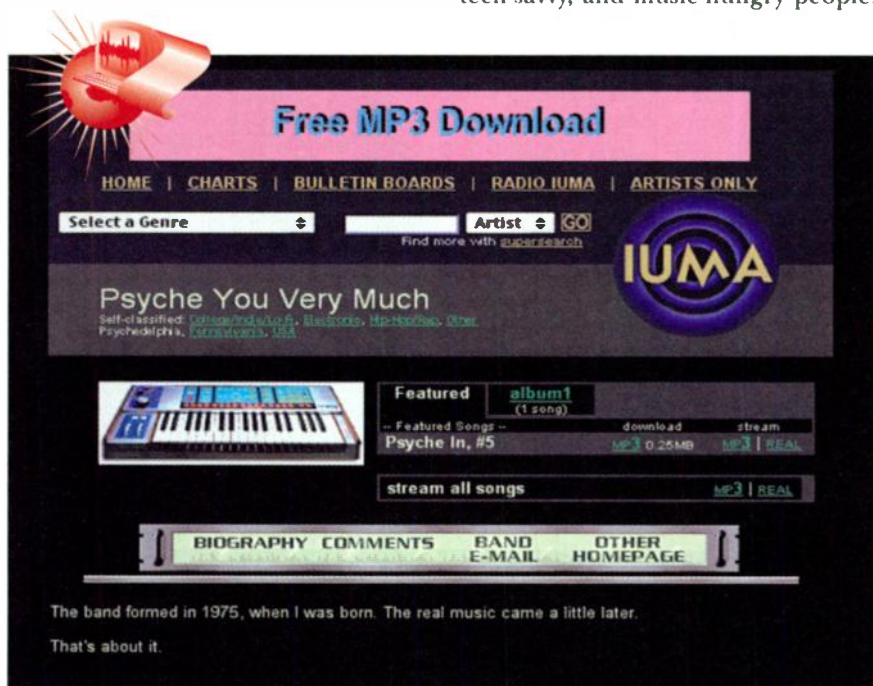 tech-savvy, and music-hungry people.
Free MP3 Download
HOME | CHARTS | BULLETIN BOARDS | RADIO IUMA | ARTISTS ONLY
Select a Genre Artist GO
Find more with supersearch
IUMA
Psyche You Very Much
Self-classified: College/Indie/Lo-fi, Electronic, Hip-Hop/Rap, Other
Psychedelphia, Pennsylvania, USA
Featured album1
(1 song)
-- Featured Songs -- download stream
Psyche In, #5 MP3 0.25MB MP3 | REAL
stream all songs MP3 | REAL
BIOGRAPHY COMMENTS BAND E-MAIL OTHER HOMEPAGE
The band formed in 1975, when I was born. The real music came a little later.
That's about it.